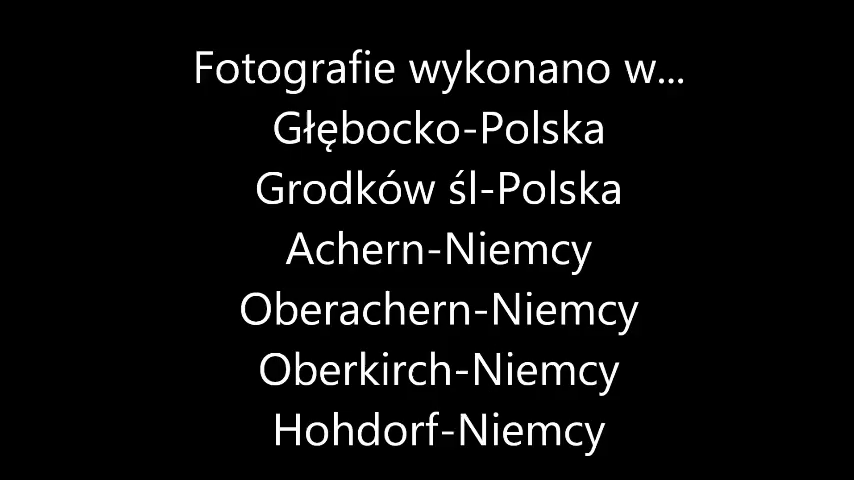 Fotografie wykonano w...
Głębocko-Polska
Grodków śl-Polska
Achern-Niemcy
Oberachern-Niemcy
Oberkirch-Niemcy
Hohdorf-Niemcy